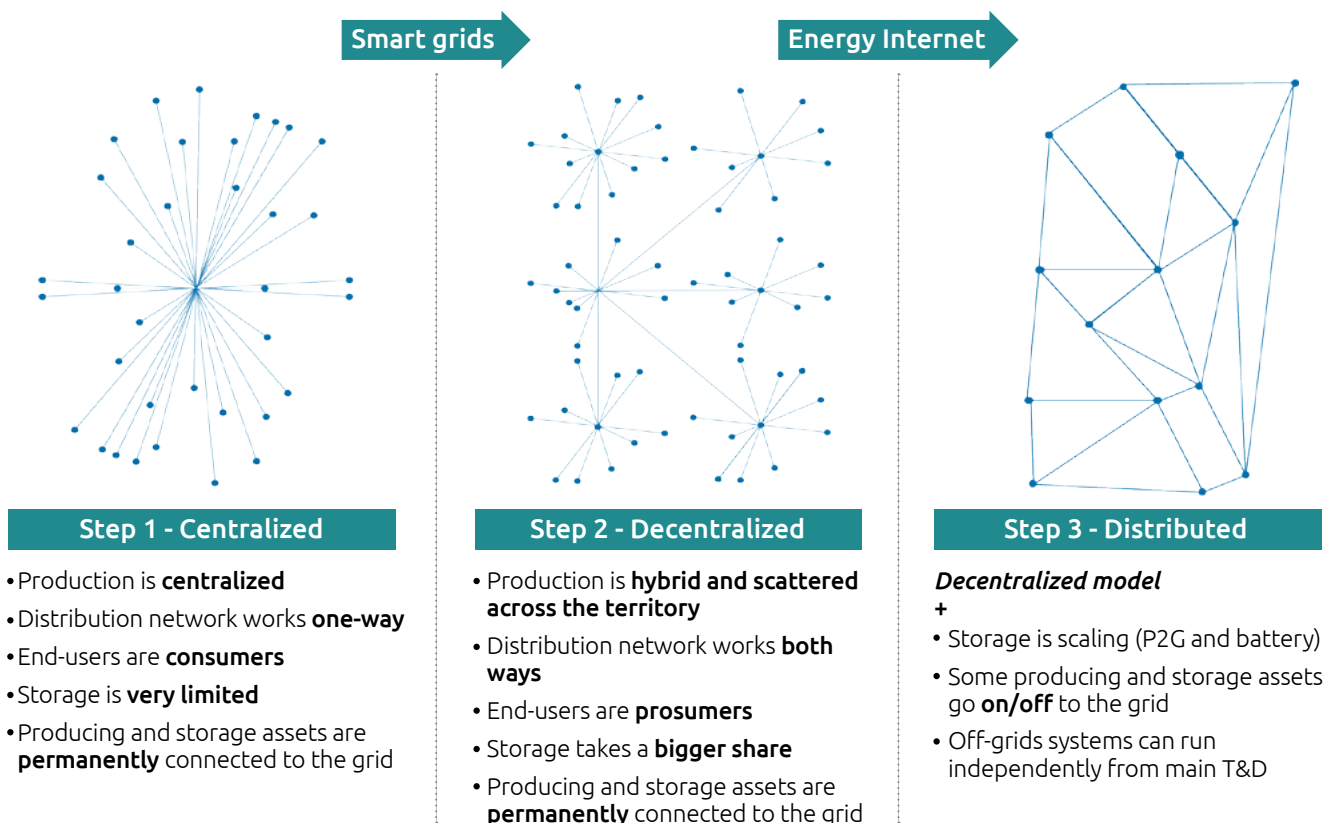 Smart grids
Energy Internet
Step 1 - Centralized
• Production is centralized
• Distribution network works one-way
• End-users are consumers
• Storage is very limited
• Producing and storage assets are
permanently connected to the grid
Step 2 - Decentralized
• Production is hybrid and scattered
across the territory
• Distribution network works both
ways
• End-users are prosumers
• Storage takes a bigger share
• Producing and storage assets are
permanently connected to the grid
Step 3 - Distributed
Decentralized model
+
• Storage is scaling (P2G and battery)
• Some producing and storage assets
go on/off to the grid
• Off-grids systems can run
independently from main T&D